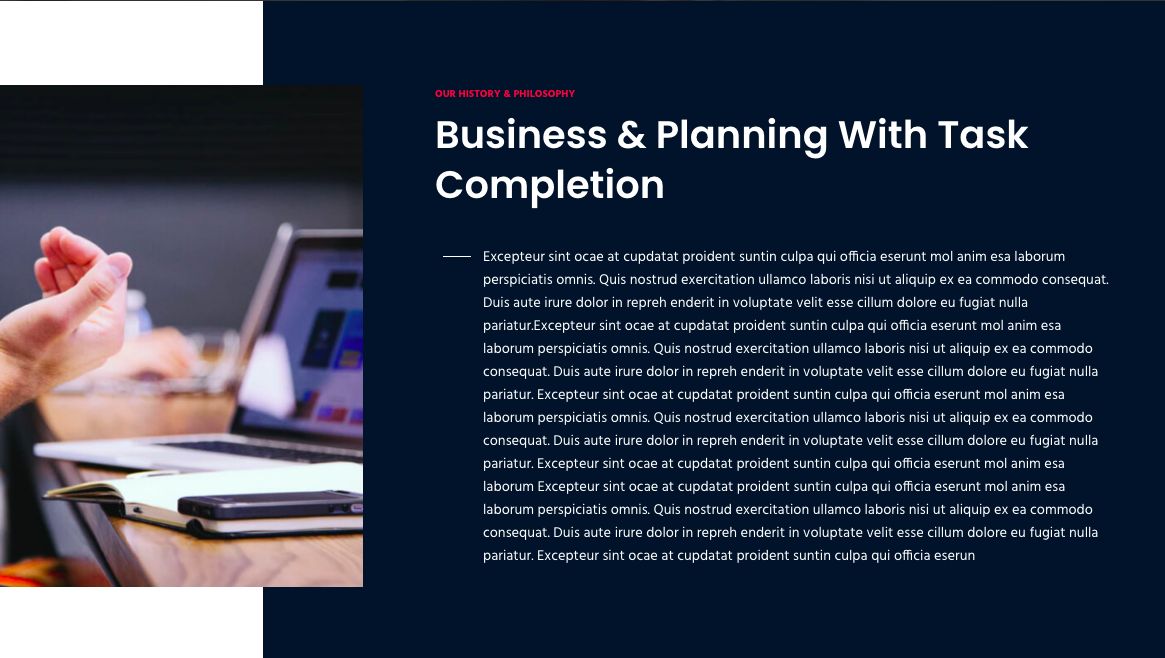 OUR HISTORY & PHILOSOPHY
Business & Planning With Task
Completion
Excepteur sint ocae at cupdatat proident suntin culpa qui officia eserunt mol anim esa laborum
perspiciatis omnis. Quis nostrud exercitation ullamco laboris nisi ut aliquip ex ea commodo consequat.
Duis aute irure dolor in repreh enderit in voluptate velit esse cillum dolore eu fugiat nulla
pariatur.Excepteur sint ocae at cupdatat proident suntin culpa qui officia eserunt mol anim esa
laborum perspiciatis omnis. Quis nostrud exercitation ullamco laboris nisi ut aliquip ex ea commodo
consequat. Duis aute irure dolor in repreh enderit in voluptate velit esse cillum dolore eu fugiat nulla
pariatur. Excepteur sint ocae at cupdatat proident suntin culpa qui officia eserunt mol anim esa
laborum perspiciatis omnis. Quis nostrud exercitation ullamco laboris nisi ut aliquip ex ea commodo
consequat. Duis aute irure dolor in repreh enderit in voluptate velit esse cillum dolore eu fugiat nulla
pariatur. Excepteur sint ocae at cupdatat proident suntin culpa qui officia eserunt mol anim esa
laborum Excepteur sint ocae at cupdatat proident suntin culpa qui officia eserunt mol anim esa
laborum perspiciatis omnis. Quis nostrud exercitation ullamco laboris nisi ut aliquip ex ea commodo
consequat. Duis aute irure dolor in repreh enderit in voluptate velit esse cillum dolore eu fugiat nulla
pariatur. Excepteur sint ocae at cupdatat proident suntin culpa qui officia eserun